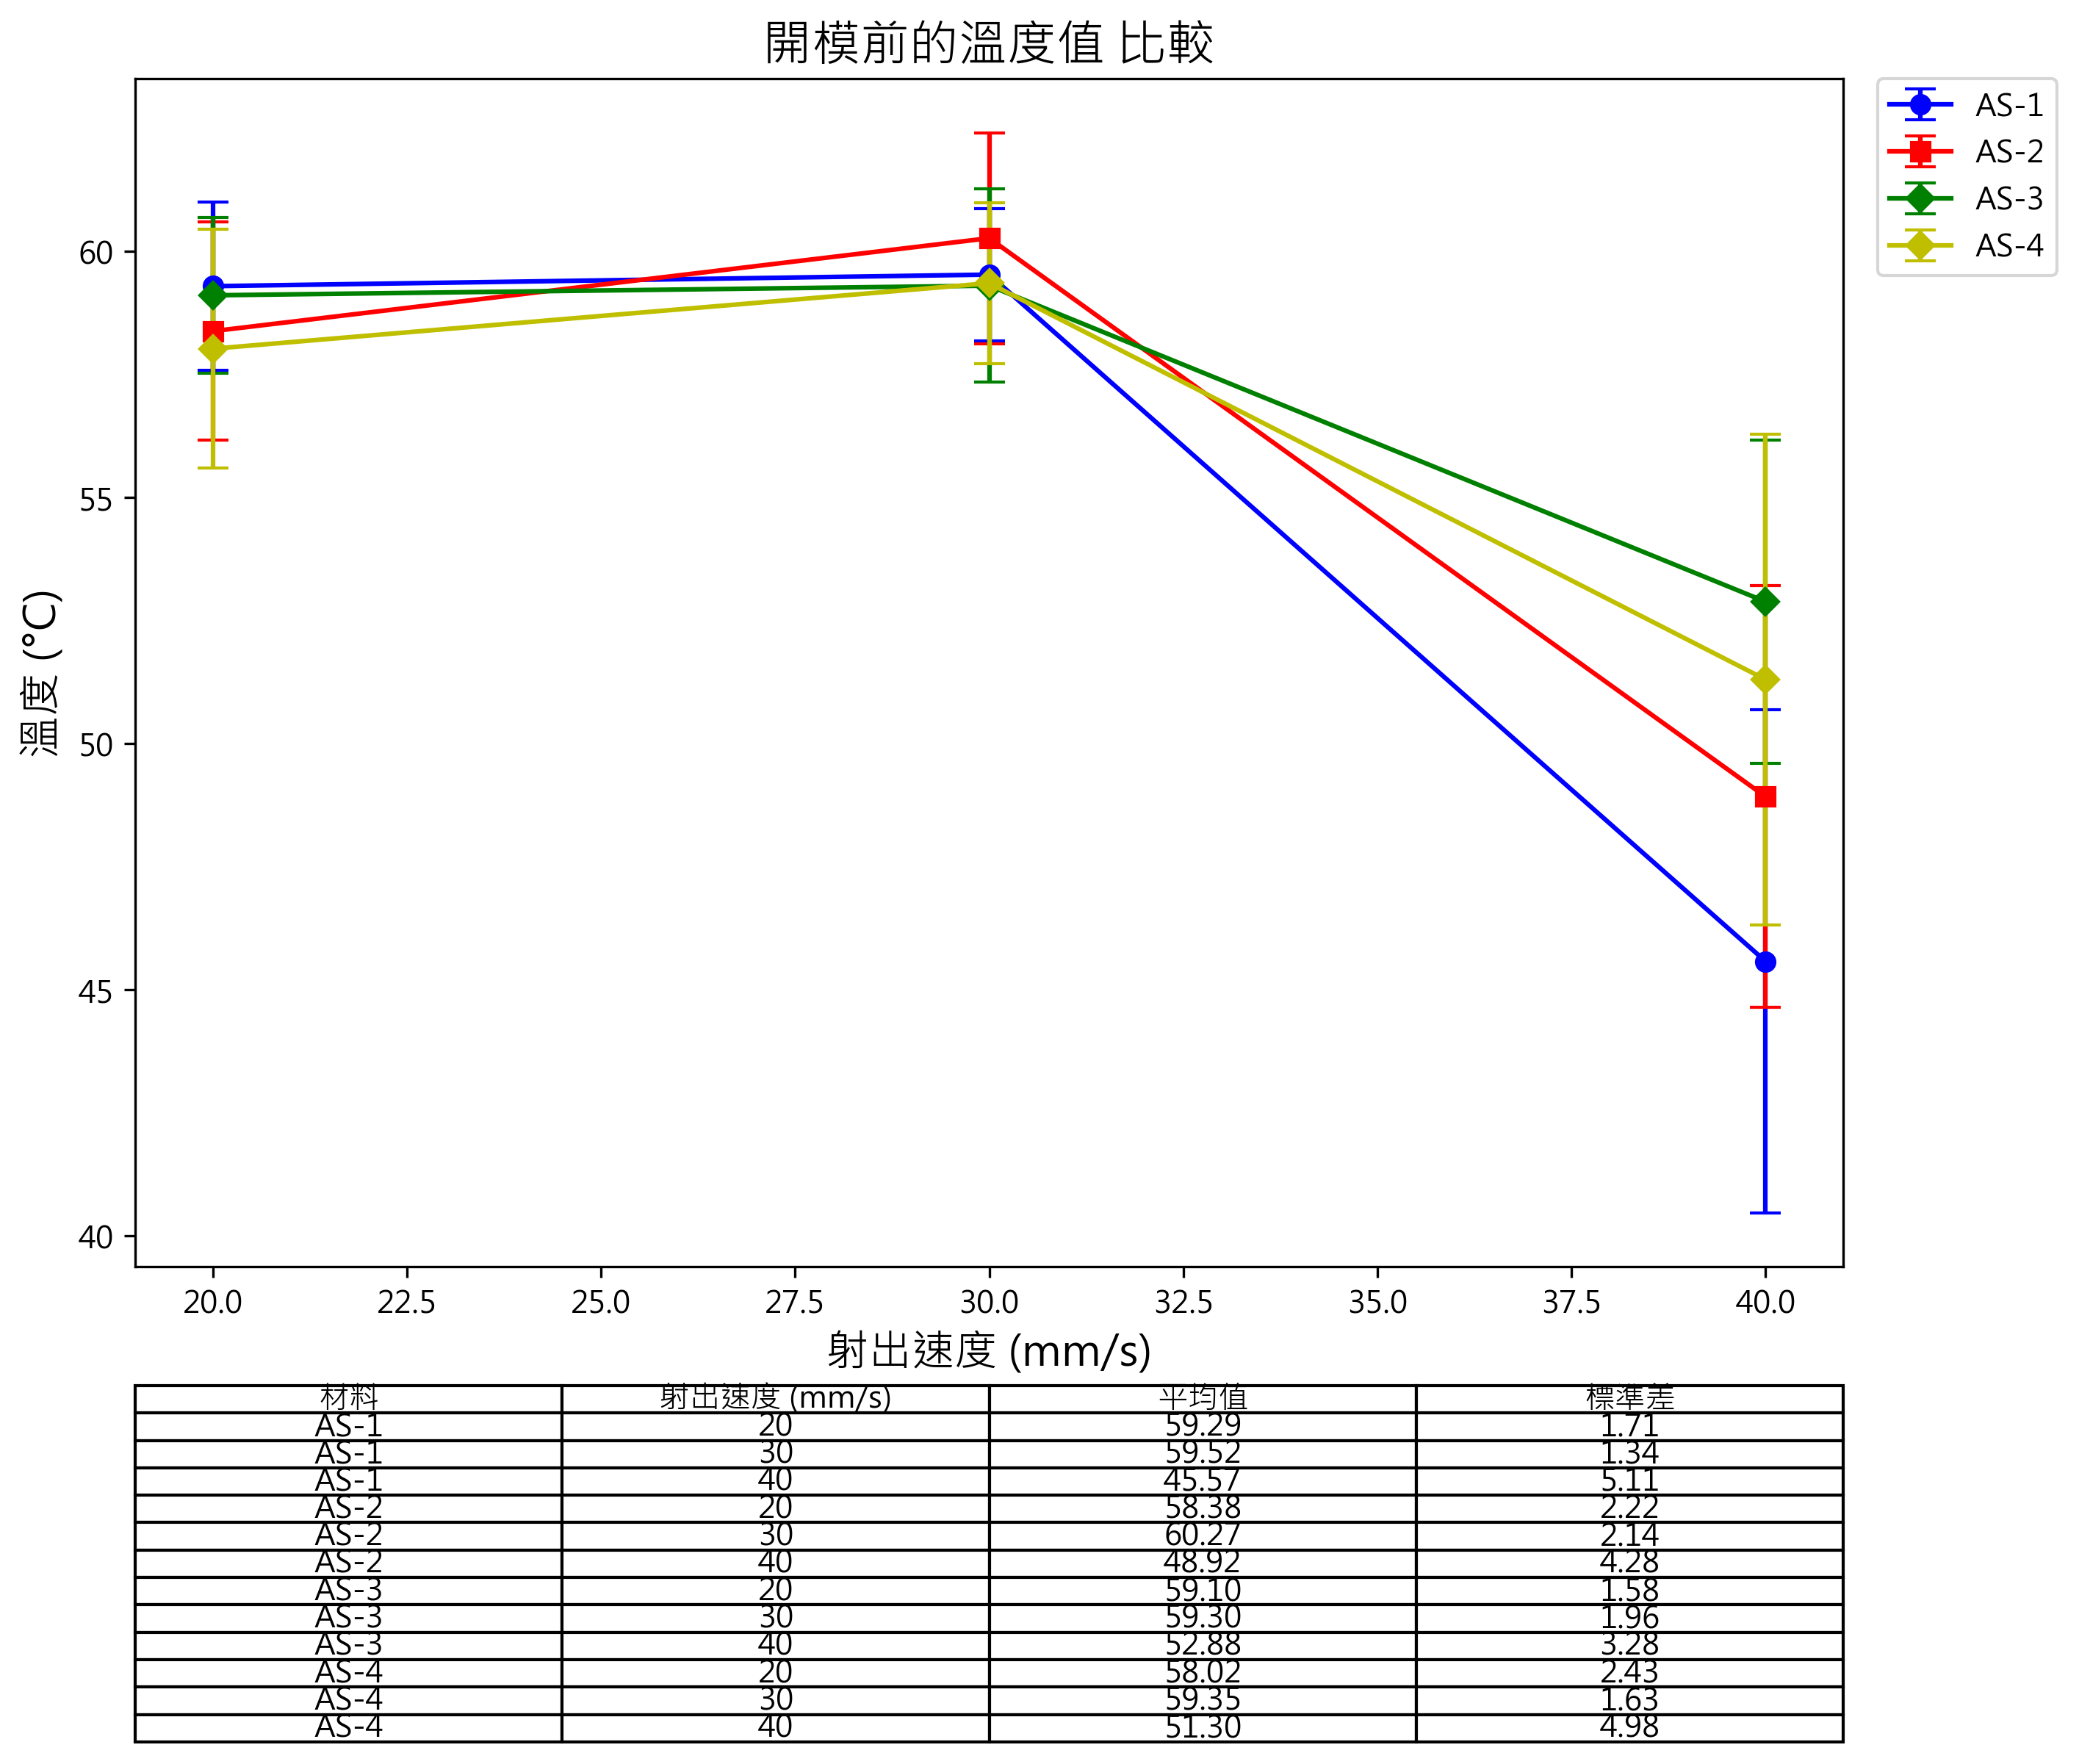 開模前的溫度值 比較
AS-1
AS-2
AS-3
AS-4
溫度 (°C)
60
55
50
45
40
20.0 22.5 25.0 27.5 30.0 32.5 35.0 37.5 40.0
射出速度 (mm/s)
材料 射出速度 (mm/s) 平均值 標準差
AS-1 20 59.29 1.71
AS-1 30 59.52 1.34
AS-1 40 45.57 5.11
AS-2 20 58.38 2.22
AS-2 30 60.27 2.14
AS-2 40 48.92 4.28
AS-3 20 59.10 1.58
AS-3 30 59.30 1.96
AS-3 40 52.88 3.28
AS-4 20 58.02 2.43
AS-4 30 59.35 1.63
AS-4 40 51.30 4.98